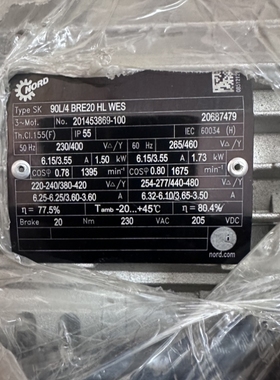 NORD
Type SK 90L/4 BRE20 HL WES
3~Mot. No. 201453869-100 20687479
Th.Cl.155(F) IP 55 IEC 60034 (H)
50 Hz 230/400 V△/Y 60 Hz 265/460 V△/Y
6.15/3.55 A 1.50 kW 6.15/3.55 A 1.73 kW
COSφ 0.78 1395 min⁻¹ COSφ 0.80 1675 min⁻¹
220-240/380-420 V△/Y 254-277/440-480 V△/Y
6.25-6.25/3.60-3.60 A 6.32-6.10/3.65-3.50 A
η = 77.5% Tamb -20...+45°C η = 80.4%
Brake 20 Nm 230 VAC 205 VDC
nord.com